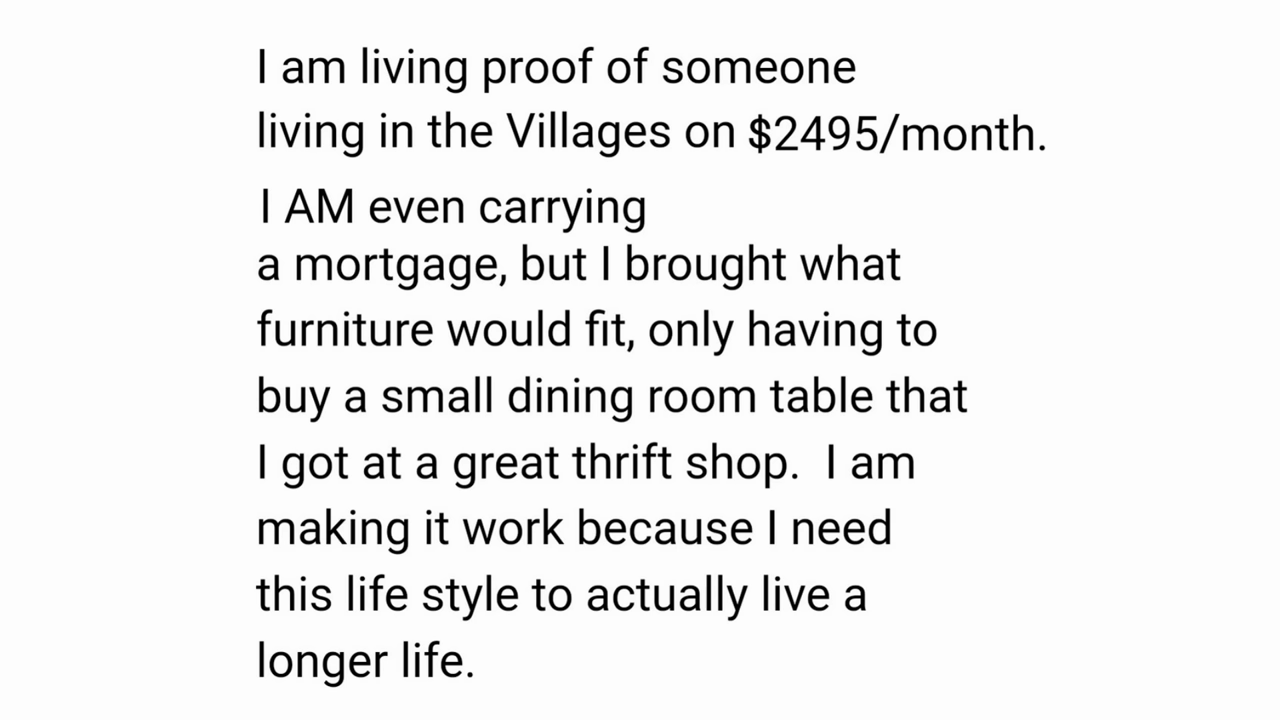 I am living proof of someone
living in the Villages on $2495/month.
I AM even carrying
a mortgage, but I brought what
furniture would fit, only having to
buy a small dining room table that
I got at a great thrift shop.  I am
making it work because I need
this life style to actually live a
longer life.